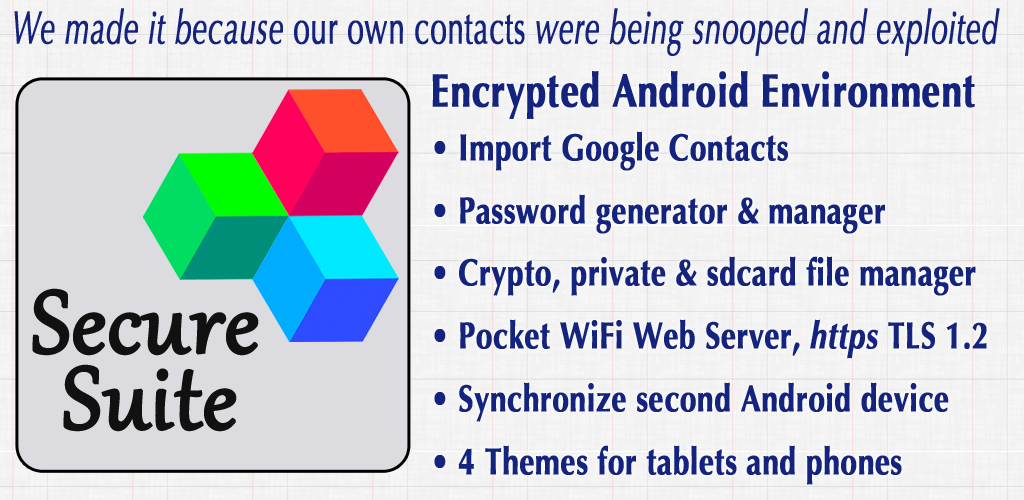 We made it because our own contacts were being snooped and exploited
Encrypted Android Environment
• Import Google Contacts
• Password generator & manager
• Crypto, private & sdcard file manager
• Pocket WiFi Web Server, https TLS 1.2
• Synchronize second Android device
• 4 Themes for tablets and phones
Secure
Suite